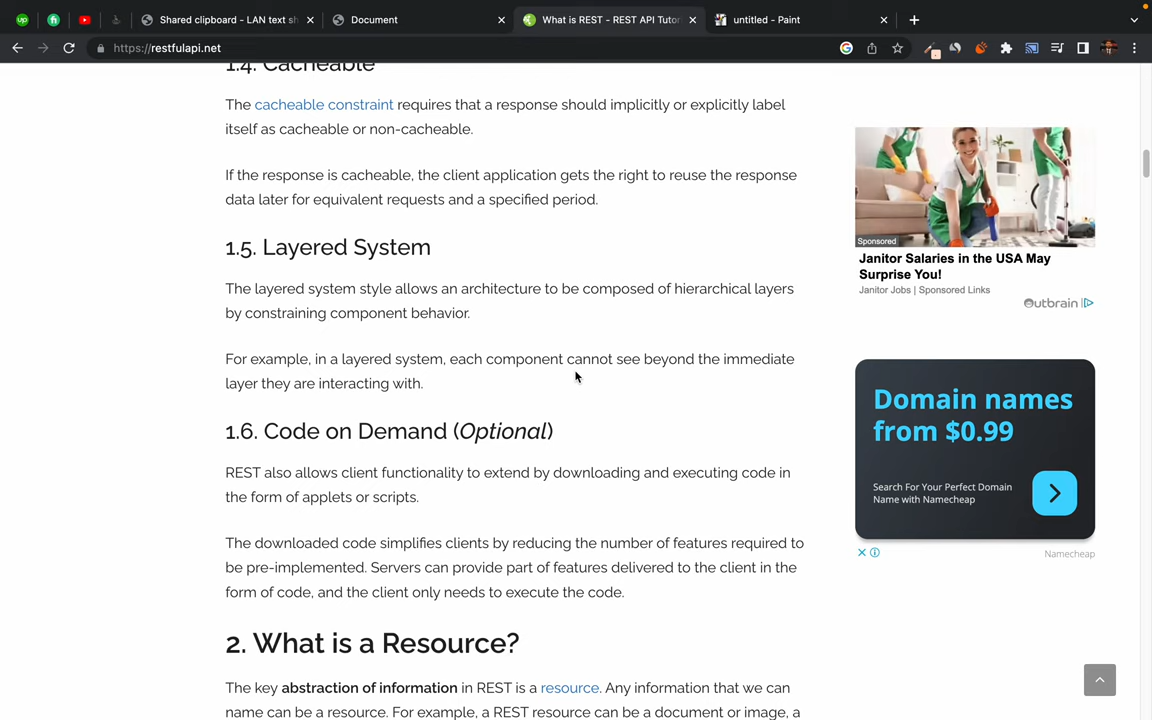 Shared clipboard - LAN text sh
Document
What is REST - REST API Tutor
untitled - Paint
https://restfulapi.net
1.4. Cacheable
The cacheable constraint requires that a response should implicitly or explicitly label
itself as cacheable or non-cacheable.
If the response is cacheable, the client application gets the right to reuse the response
data later for equivalent requests and a specified period.
1.5. Layered System
The layered system style allows an architecture to be composed of hierarchical layers
by constraining component behavior.
For example, in a layered system, each component cannot see beyond the immediate
layer they are interacting with.
1.6. Code on Demand (Optional)
REST also allows client functionality to extend by downloading and executing code in
the form of applets or scripts.
The downloaded code simplifies clients by reducing the number of features required to
be pre-implemented. Servers can provide part of features delivered to the client in the
form of code, and the client only needs to execute the code.
2. What is a Resource?
The key abstraction of information in REST is a resource. Any information that we can
name can be a resource. For example, a REST resource can be a document or image, a
Sponsored
Janitor Salaries in the USA May
Surprise You!
Janitor Jobs | Sponsored Links
Outbrain
Domain names
from $0.99
Search For Your Perfect Domain
Name with Namecheap
Namecheap